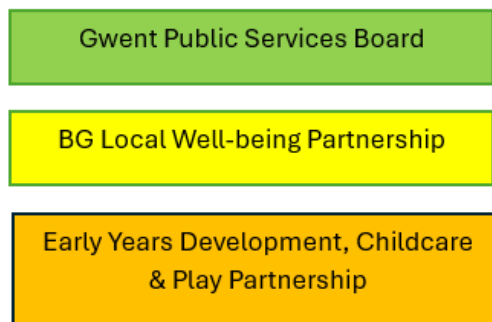 Gwent Public Services Board
BG Local Well-being Partnership
Early Years Development, Childcare
& Play Partnership